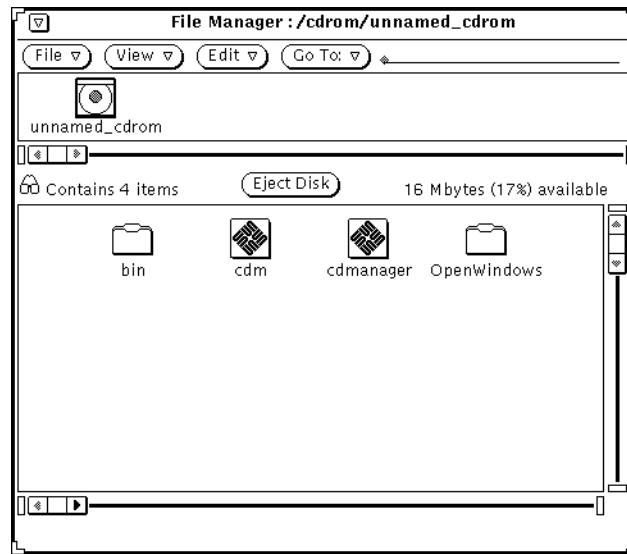 File Manager : /cdrom/unnamed_cdrom
File View Edit Go To:
unnamed_cdrom
Contains 4 items Eject Disk 16 Mbytes (17%) available
bin cdm cdmanager OpenWindows